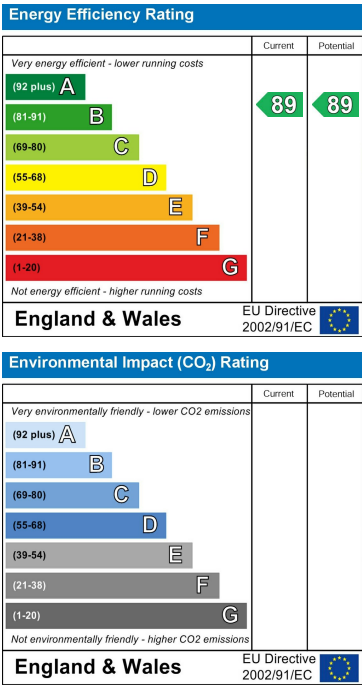 Energy Efficiency Rating
Current Potential
Very energy efficient - lower running costs
(92 plus) A
(81-91) B 89 89
(69-80) C
(55-68) D
(39-54) E
(21-38) F
(1-20) G
Not energy efficient - higher running costs
England & Wales EU Directive
2002/91/EC
Environmental Impact (CO₂) Rating
Current Potential
Very environmentally friendly - lower CO2 emissions
(92 plus) A
(81-91) B
(69-80) C
(55-68) D
(39-54) E
(21-38) F
(1-20) G
Not environmentally friendly - higher CO2 emissions
England & Wales EU Directive
2002/91/EC